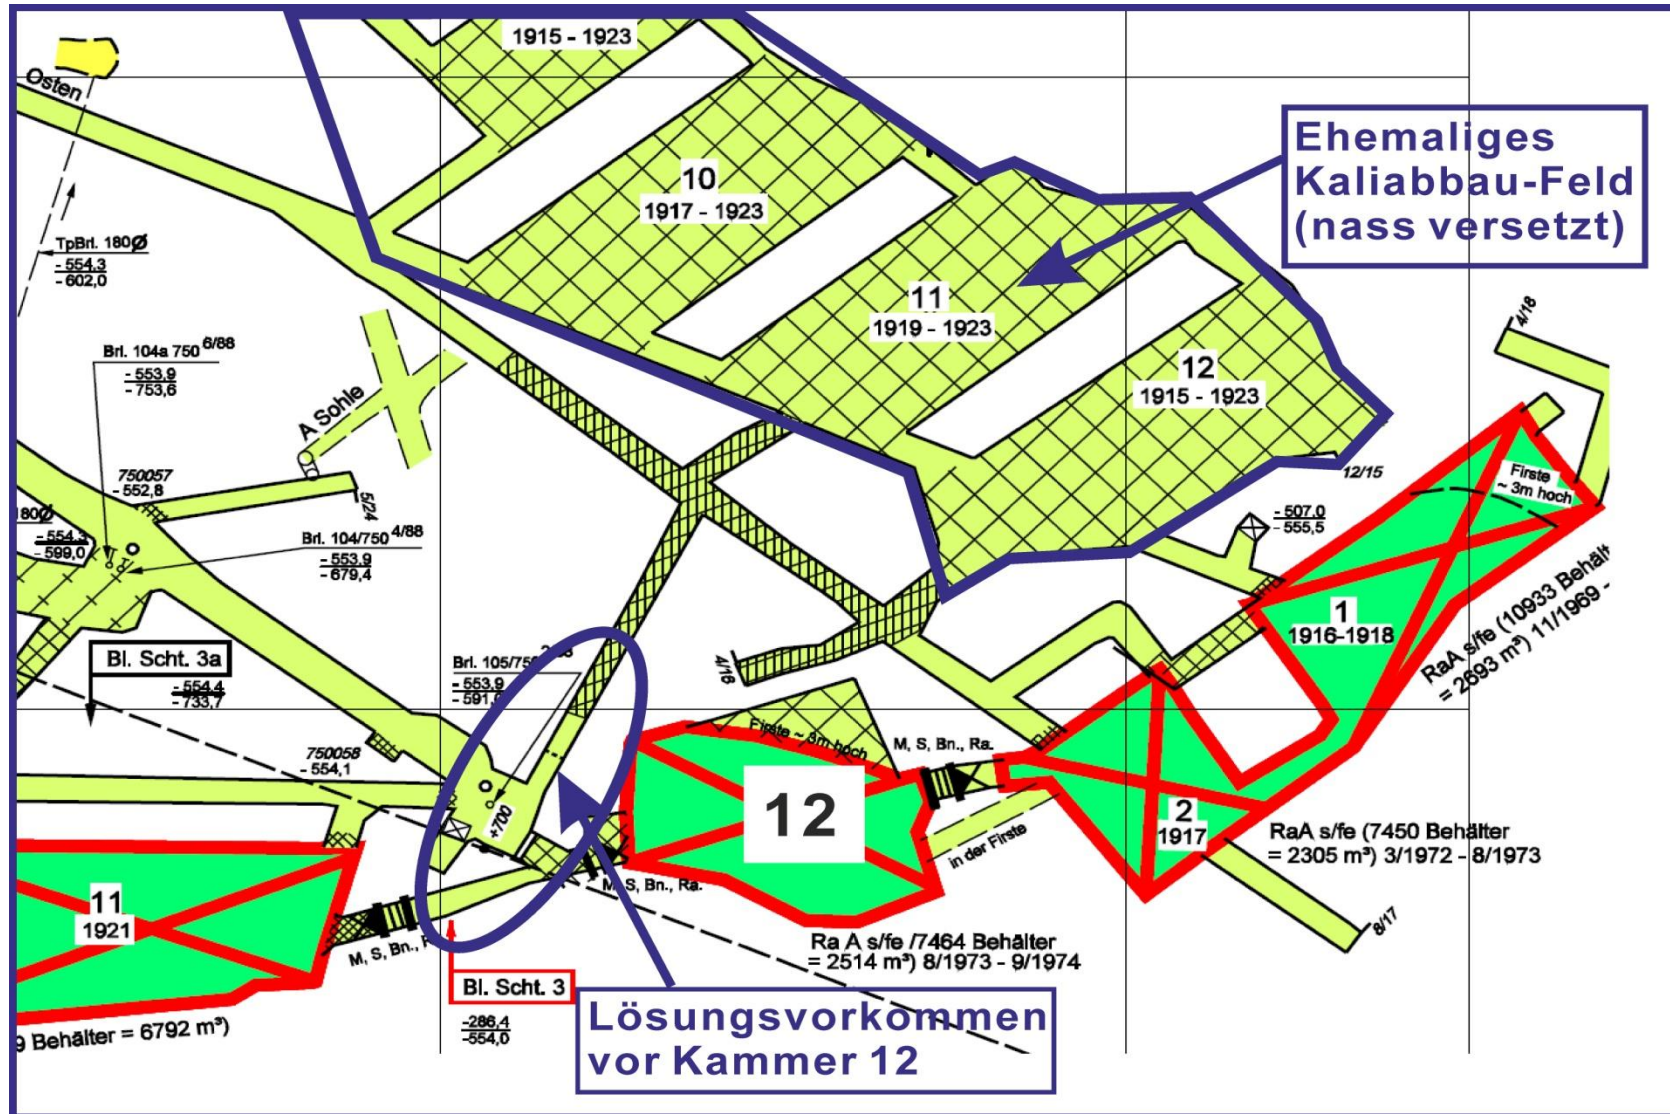 1915 - 1923
Osten
Ehemaliges
Kaliabbau-Feld
(nass versetzt)
10
1917 - 1923
TpBrl. 180Ø
- 554,3
- 602,0
11
1919 - 1923
4/18
Brl. 104a 750 6/88
- 553,9
- 753,6
12
1915 - 1923
A Sohle
750057
- 552,8
12/15
Firste
~ 3m hoch
5/24
180Ø
- 554,3
- 599,0
Brl. 104/750 4/88
- 553,9
- 679,4
- 507,0
- 555,5
1
1916-1918
RaA s/fe (10933 Behält
= 2693 m³) 11/1969 -
Bl. Scht. 3a
- 554,4
- 733,7
Brl. 105/750
- 553,9
- 591,0
4/16
Firste ~ 3m hoch
M, S, Bn., Ra.
750058
- 554,1
+700
12
2
1917
in der Firste
RaA s/fe (7450 Behälter
= 2305 m³) 3/1972 - 8/1973
M, S, Bn., Ra.
11
1921
8/17
M, S, Bn., R
Ra A s/fe /7464 Behälter
= 2514 m³) 8/1973 - 9/1974
Bl. Scht. 3
-286,4
-554,0
Lösungsvorkommen
vor Kammer 12
9 Behälter = 6792 m³)